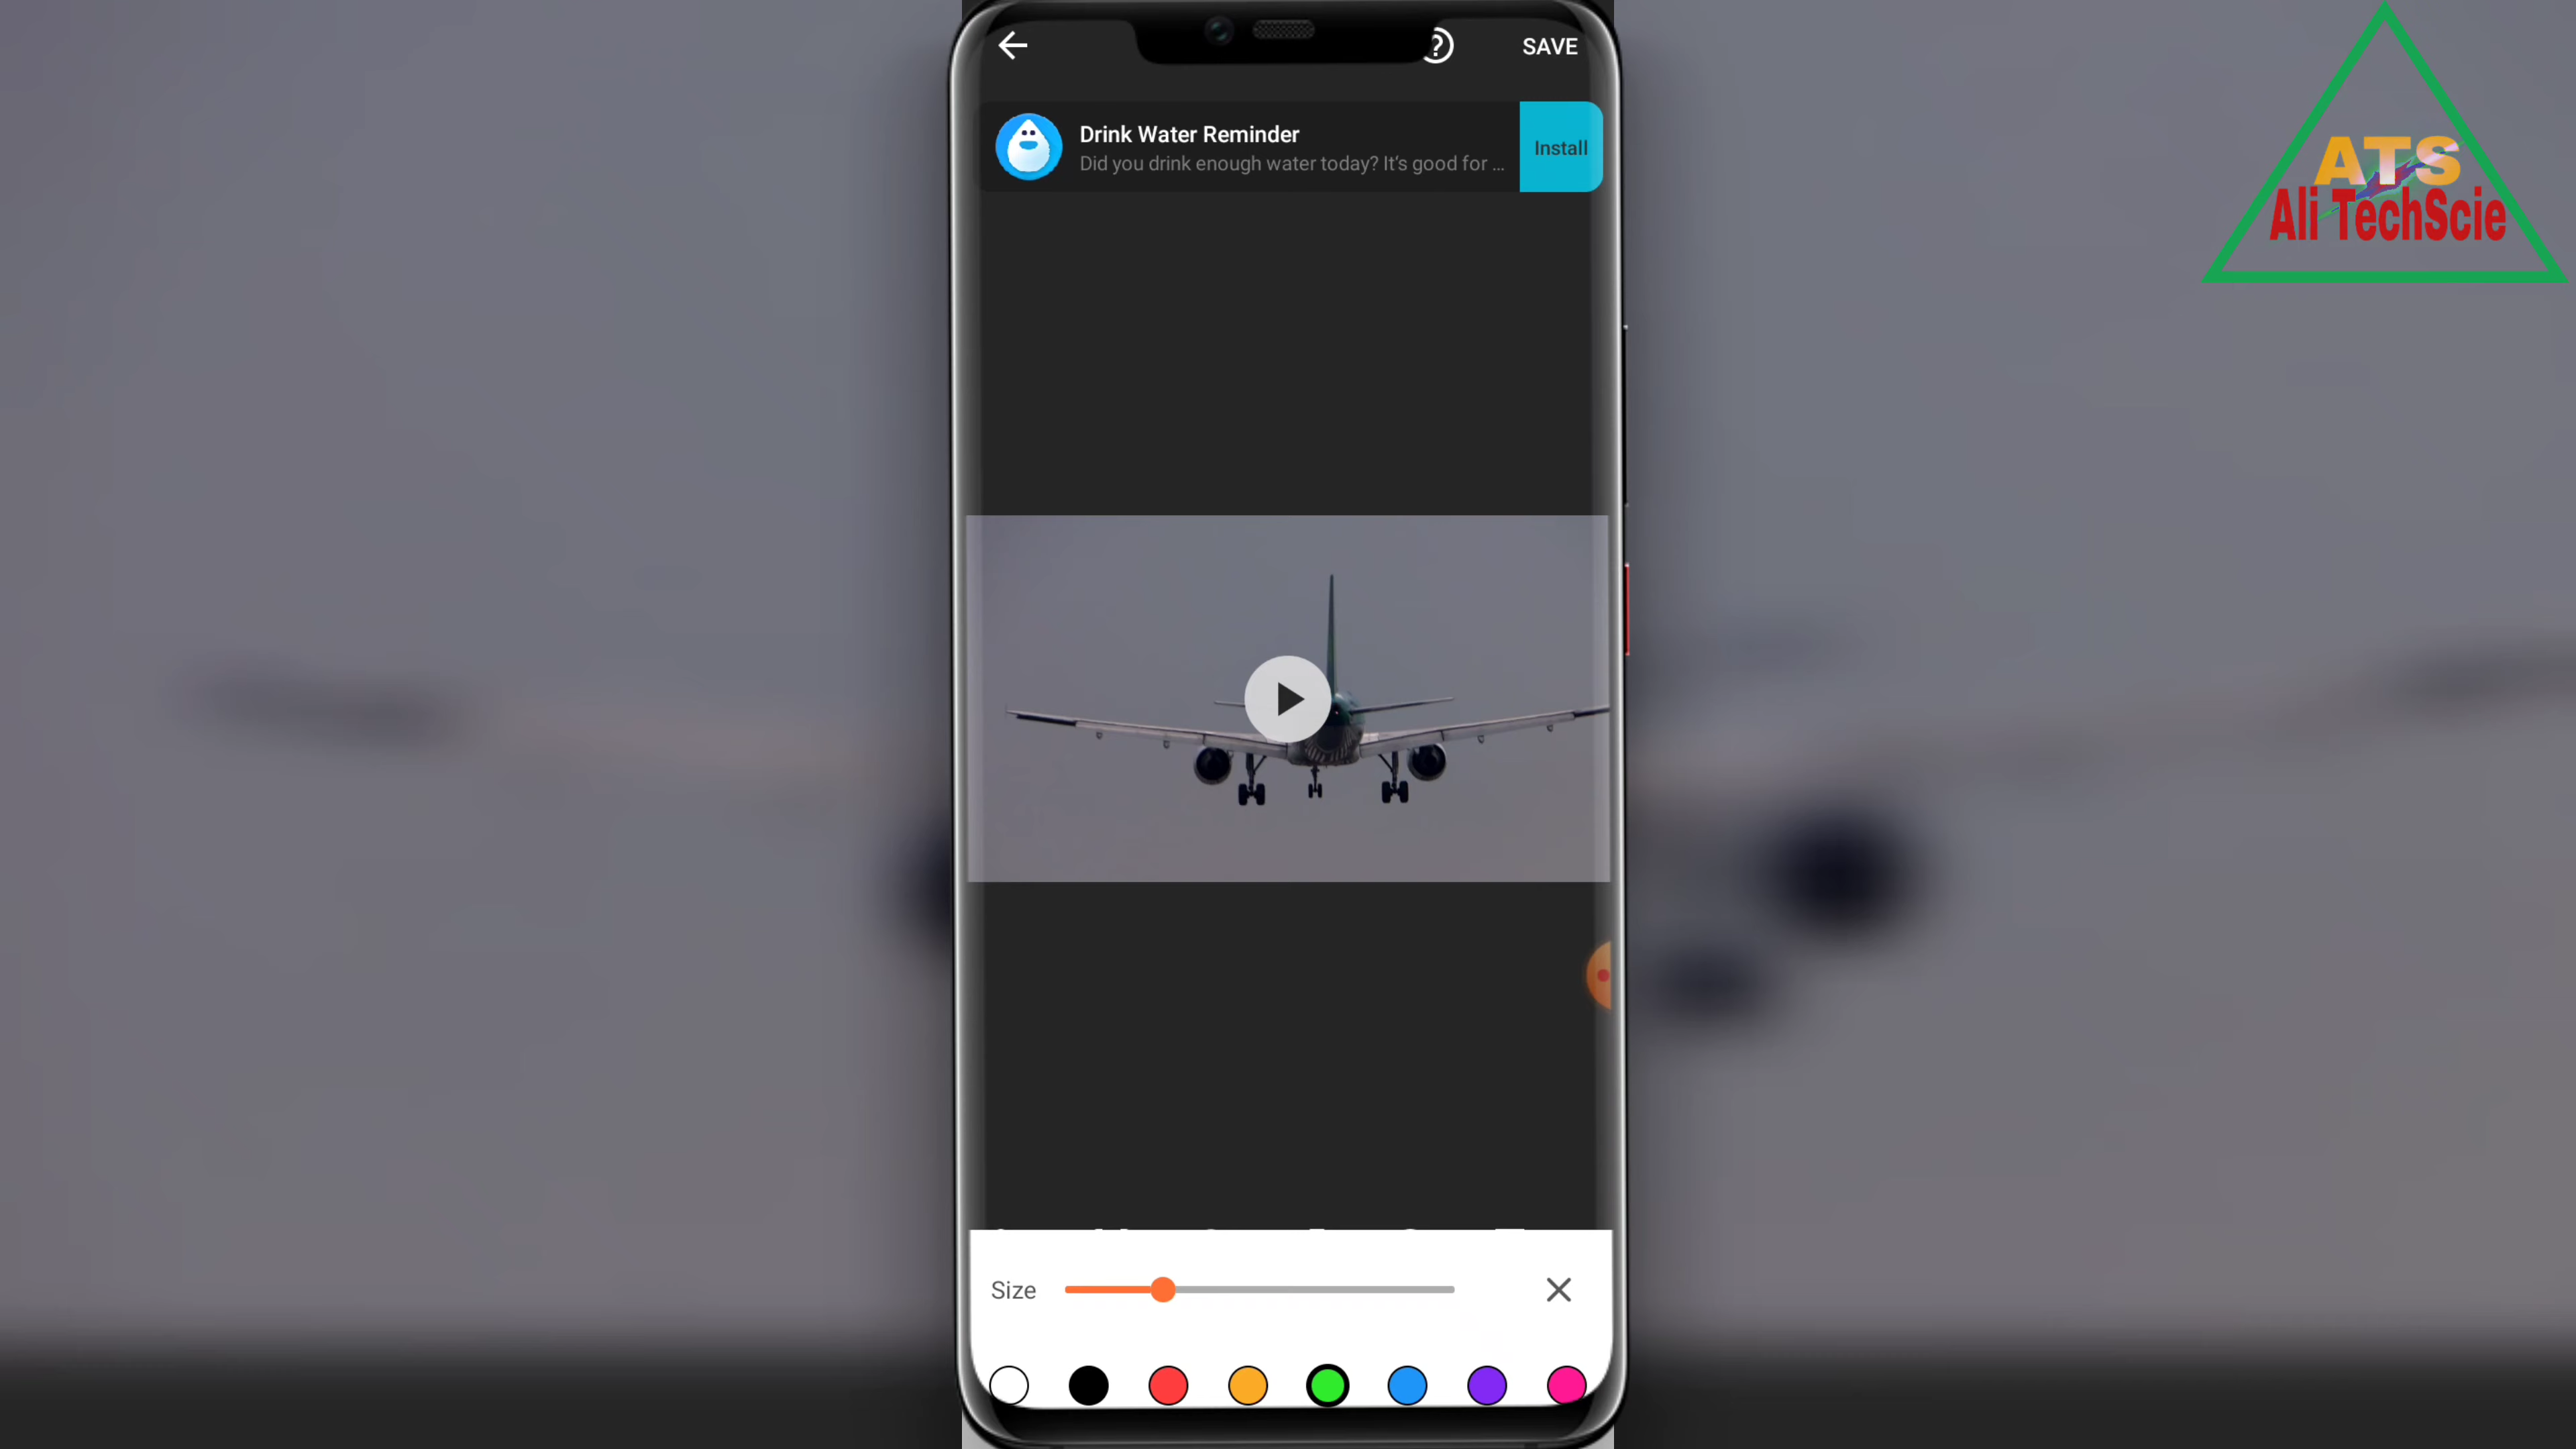 SAVE
Drink Water Reminder
Did you drink enough water today? It's good for ...
Install
ATS
Ali TechScie
Size